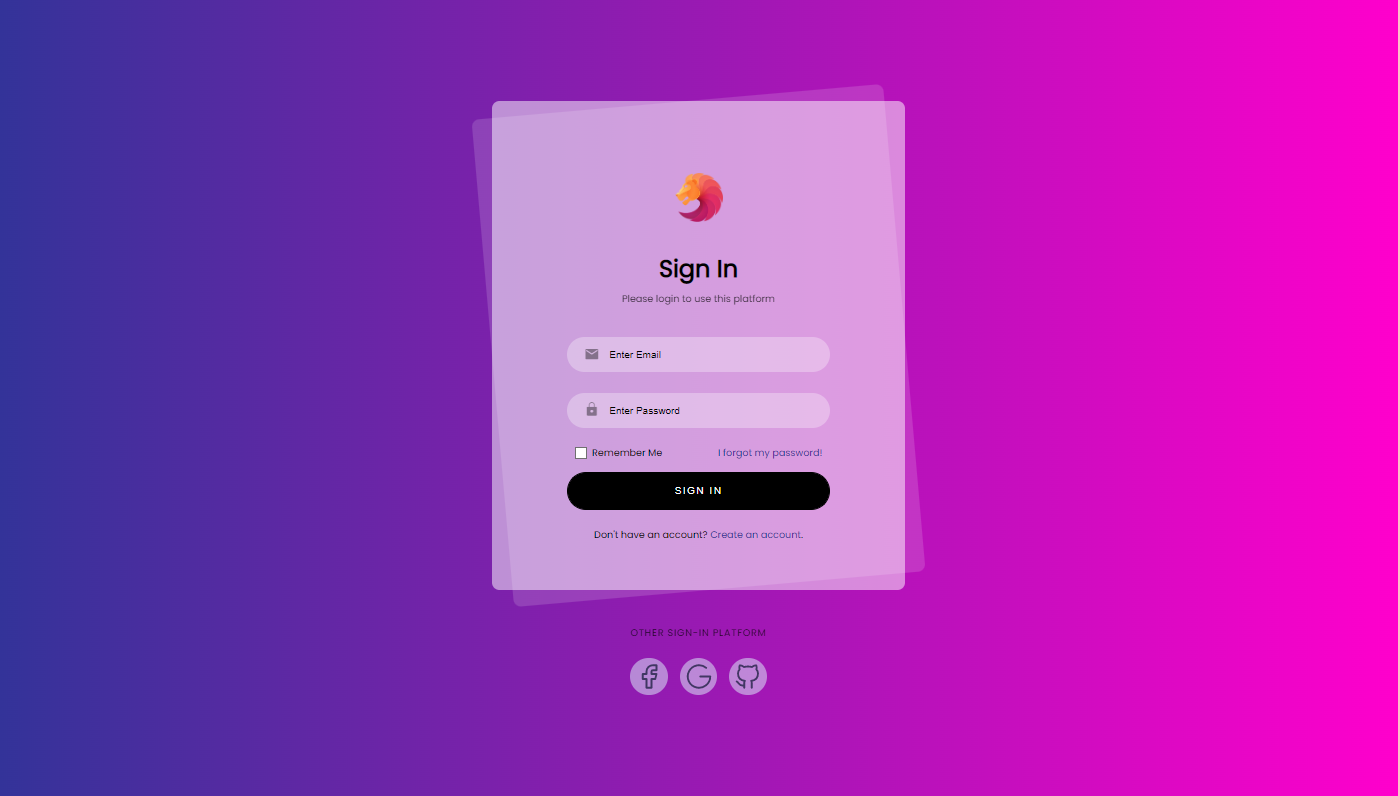 Sign In
Please login to use this platform
Enter Email
Enter Password
Remember Me I forgot my password!
SIGN IN
Don't have an account? Create an account.
OTHER SIGN-IN PLATFORM